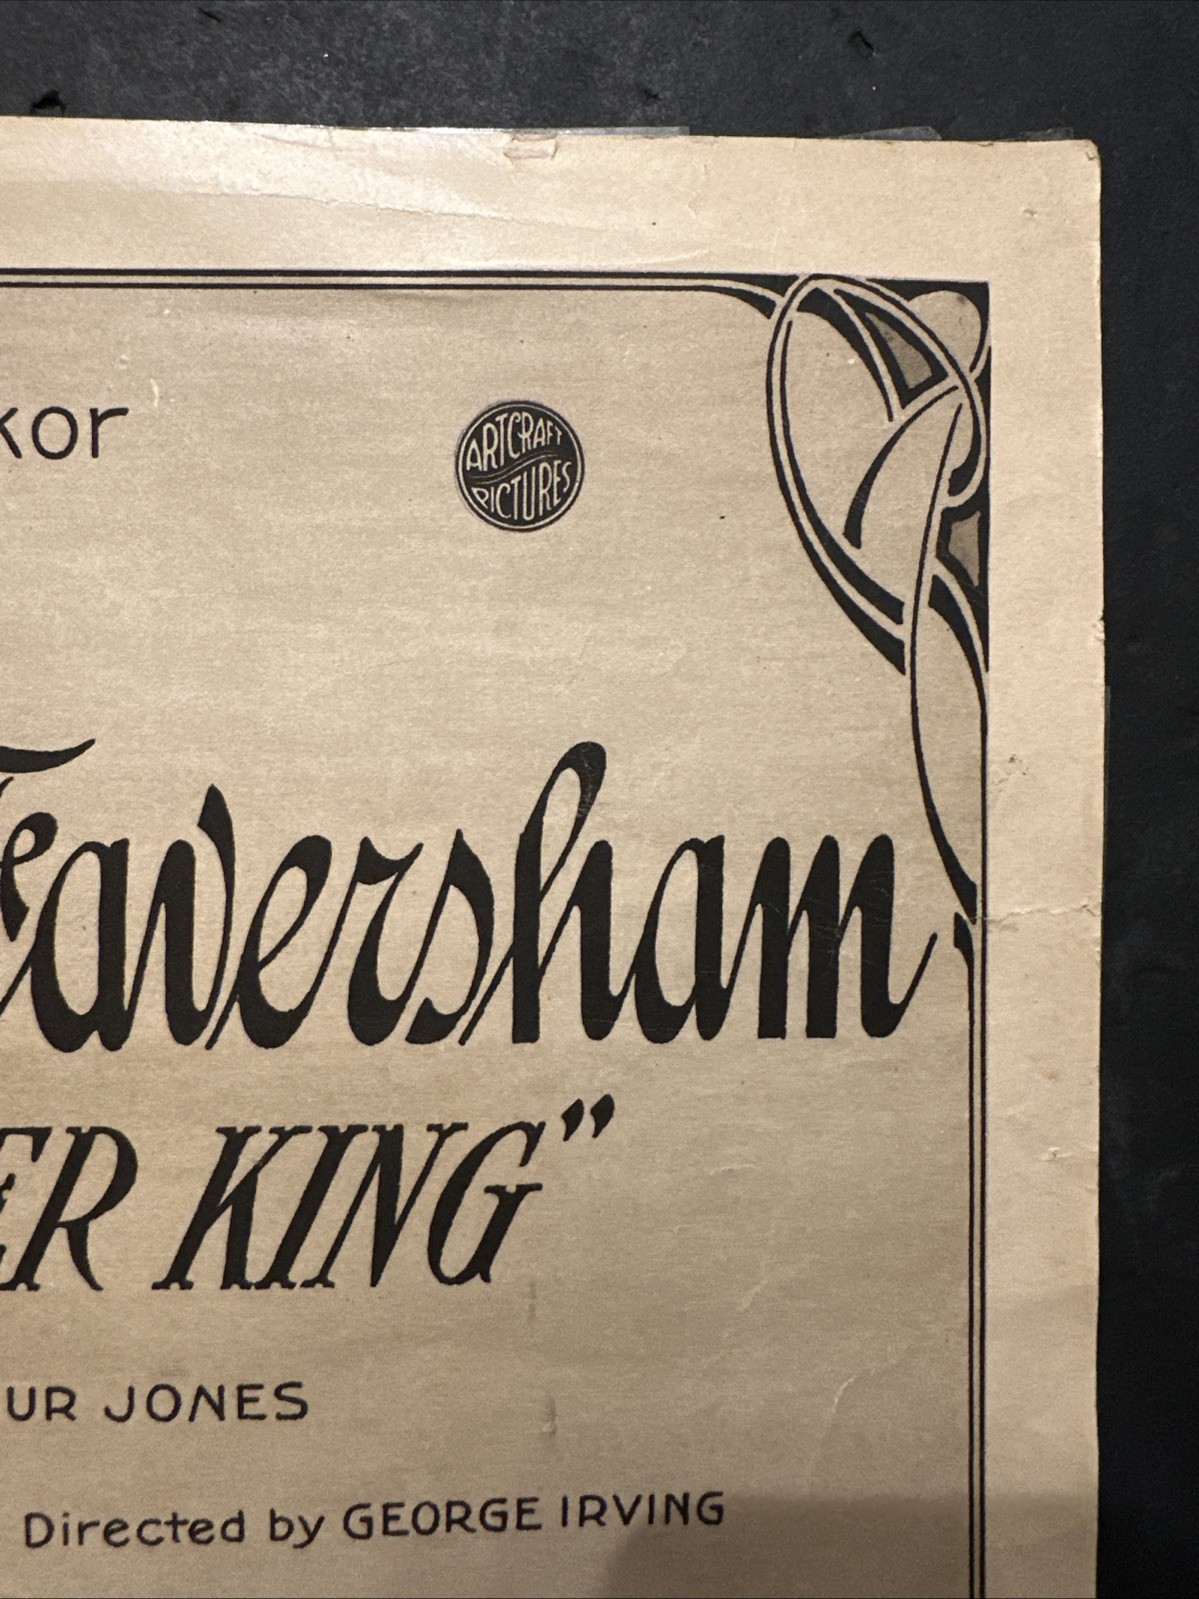 kor
ARTCRAFT
PICTURES
Faversham
ER KING”
UR JONES
Directed by GEORGE IRVING